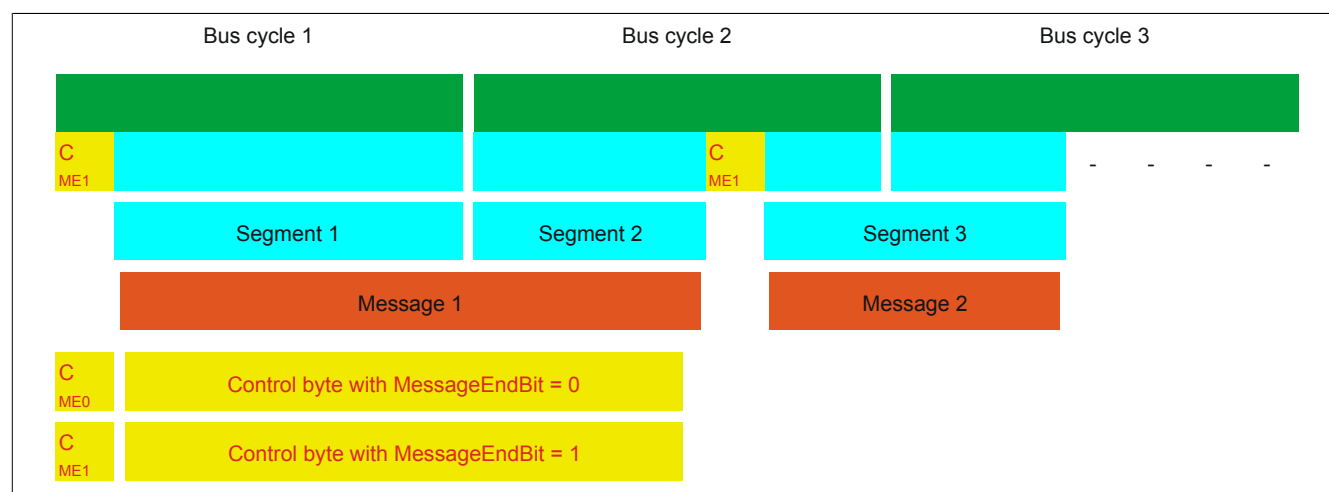 Bus cycle 1 Bus cycle 2 Bus cycle 3
C C - - - -
ME1 ME1
Segment 1 Segment 2 Segment 3
Message 1 Message 2
C
ME0
Control byte with MessageEndBit = 0
C
ME1
Control byte with MessageEndBit = 1